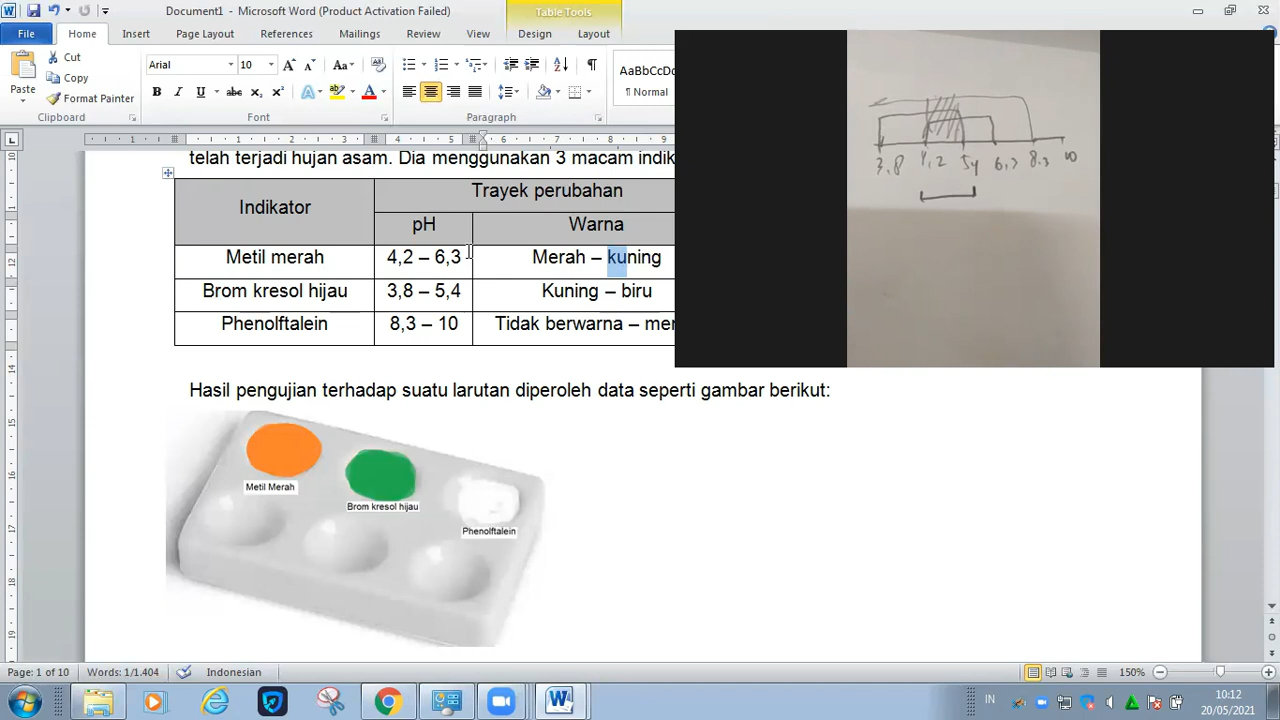 Document1 - Microsoft Word (Product Activation Failed)
Table Tools
File Home Insert Page Layout References Mailings Review View Design Layout
Paste
Cut
Copy
Format Painter
Clipboard
Arial
10
Font
Paragraph
AaBbCcDc
¶ Normal
telah terjadi hujan asam. Dia menggunakan 3 macam indik
Indikator
Trayek perubahan
pH
Warna
Metil merah 4,2 – 6,3 Merah – kuning
Brom kresol hijau 3,8 – 5,4 Kuning – biru
Phenolftalein 8,3 – 10 Tidak berwarna – mer
3,8 4,2 5,4 6,3 8.3 10
Hasil pengujian terhadap suatu larutan diperoleh data seperti gambar berikut:
Metil Merah
Brom kresol hijau
Phenolftalein
Page: 1 of 10 Words: 1/1.404 Indonesian 150%
IN
10:12
20/05/2021